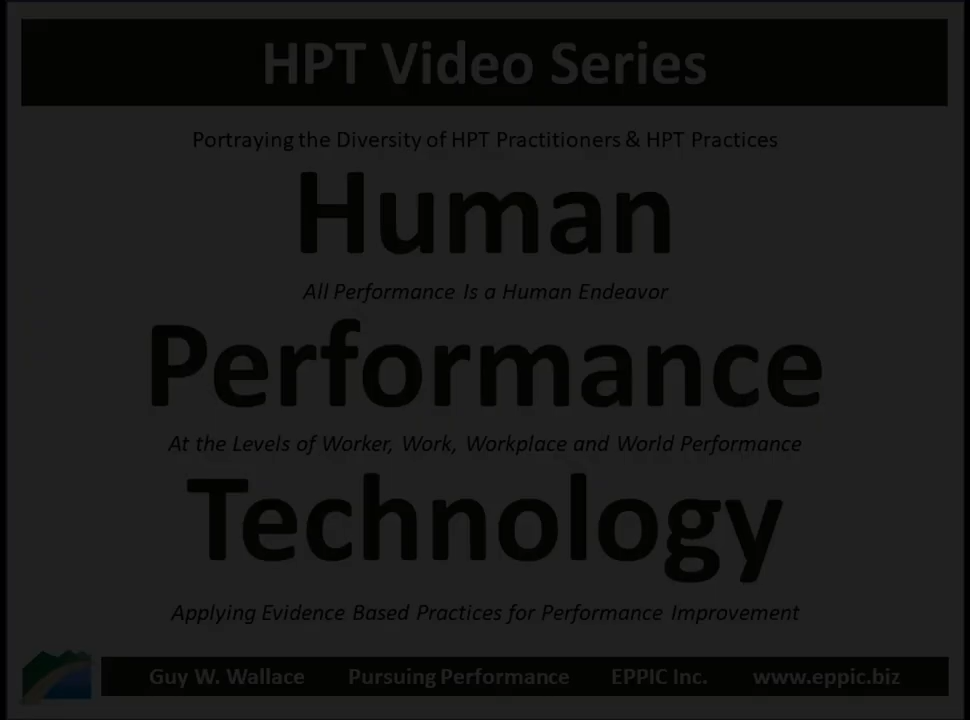 HPT Video Series
Portraying the Diversity of HPT Practitioners & HPT Practices
Human
All Performance Is a Human Endeavor
Performance
At the Levels of Worker, Work, Workplace and World Performance
Technology
Applying Evidence Based Practices for Performance Improvement
Guy W. Wallace Pursuing Performance EPPIC Inc. www.eppic.biz